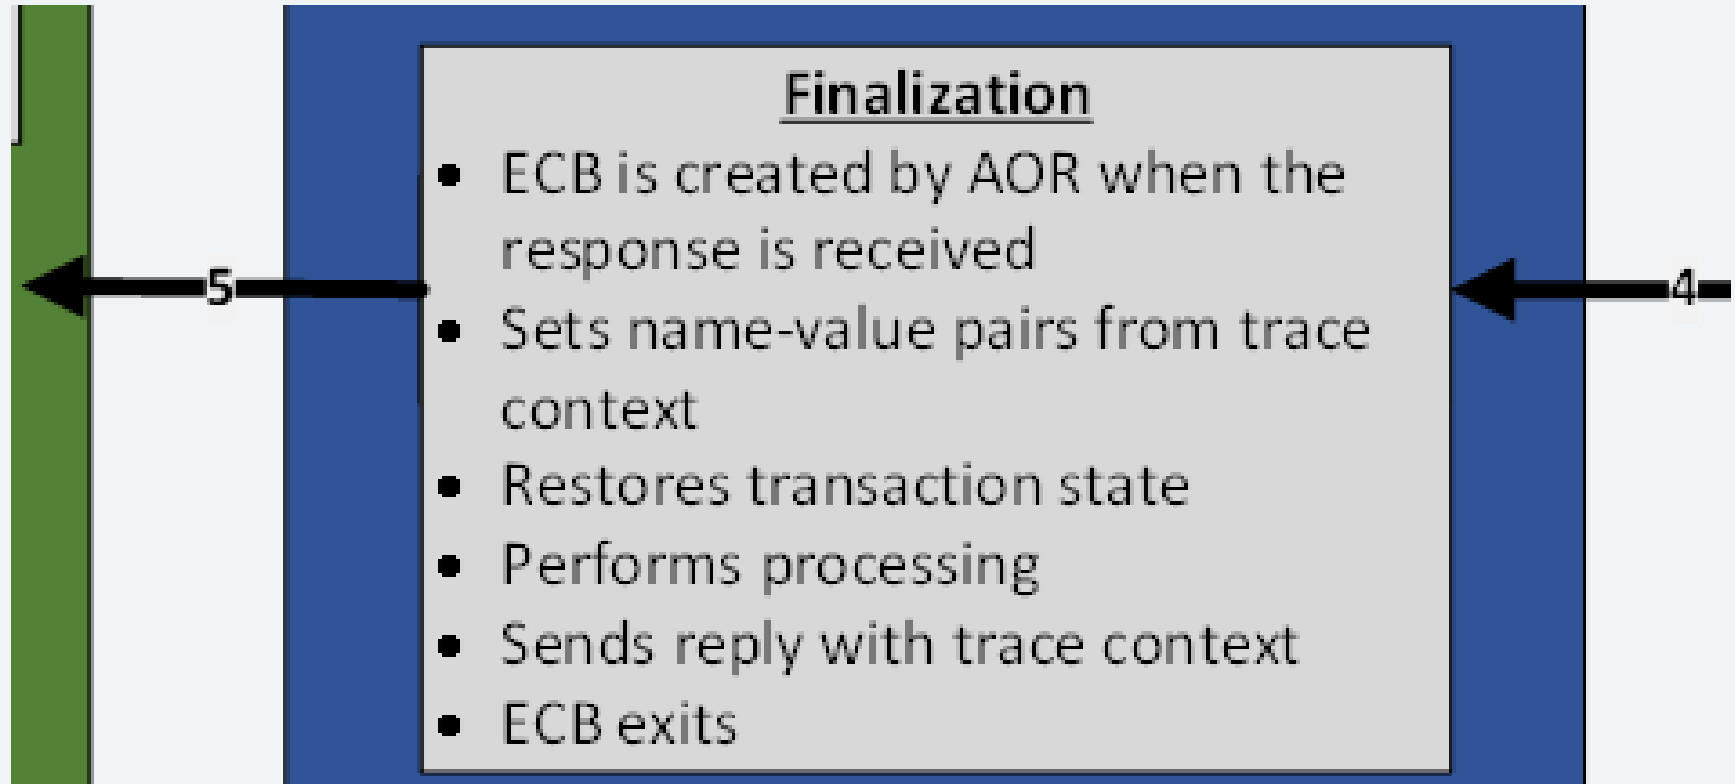 Finalization
• ECB is created by AOR when the
response is received
5
4
• Sets name-value pairs from trace
context
• Restores transaction state
• Performs processing
• Sends reply with trace context
• ECB exits